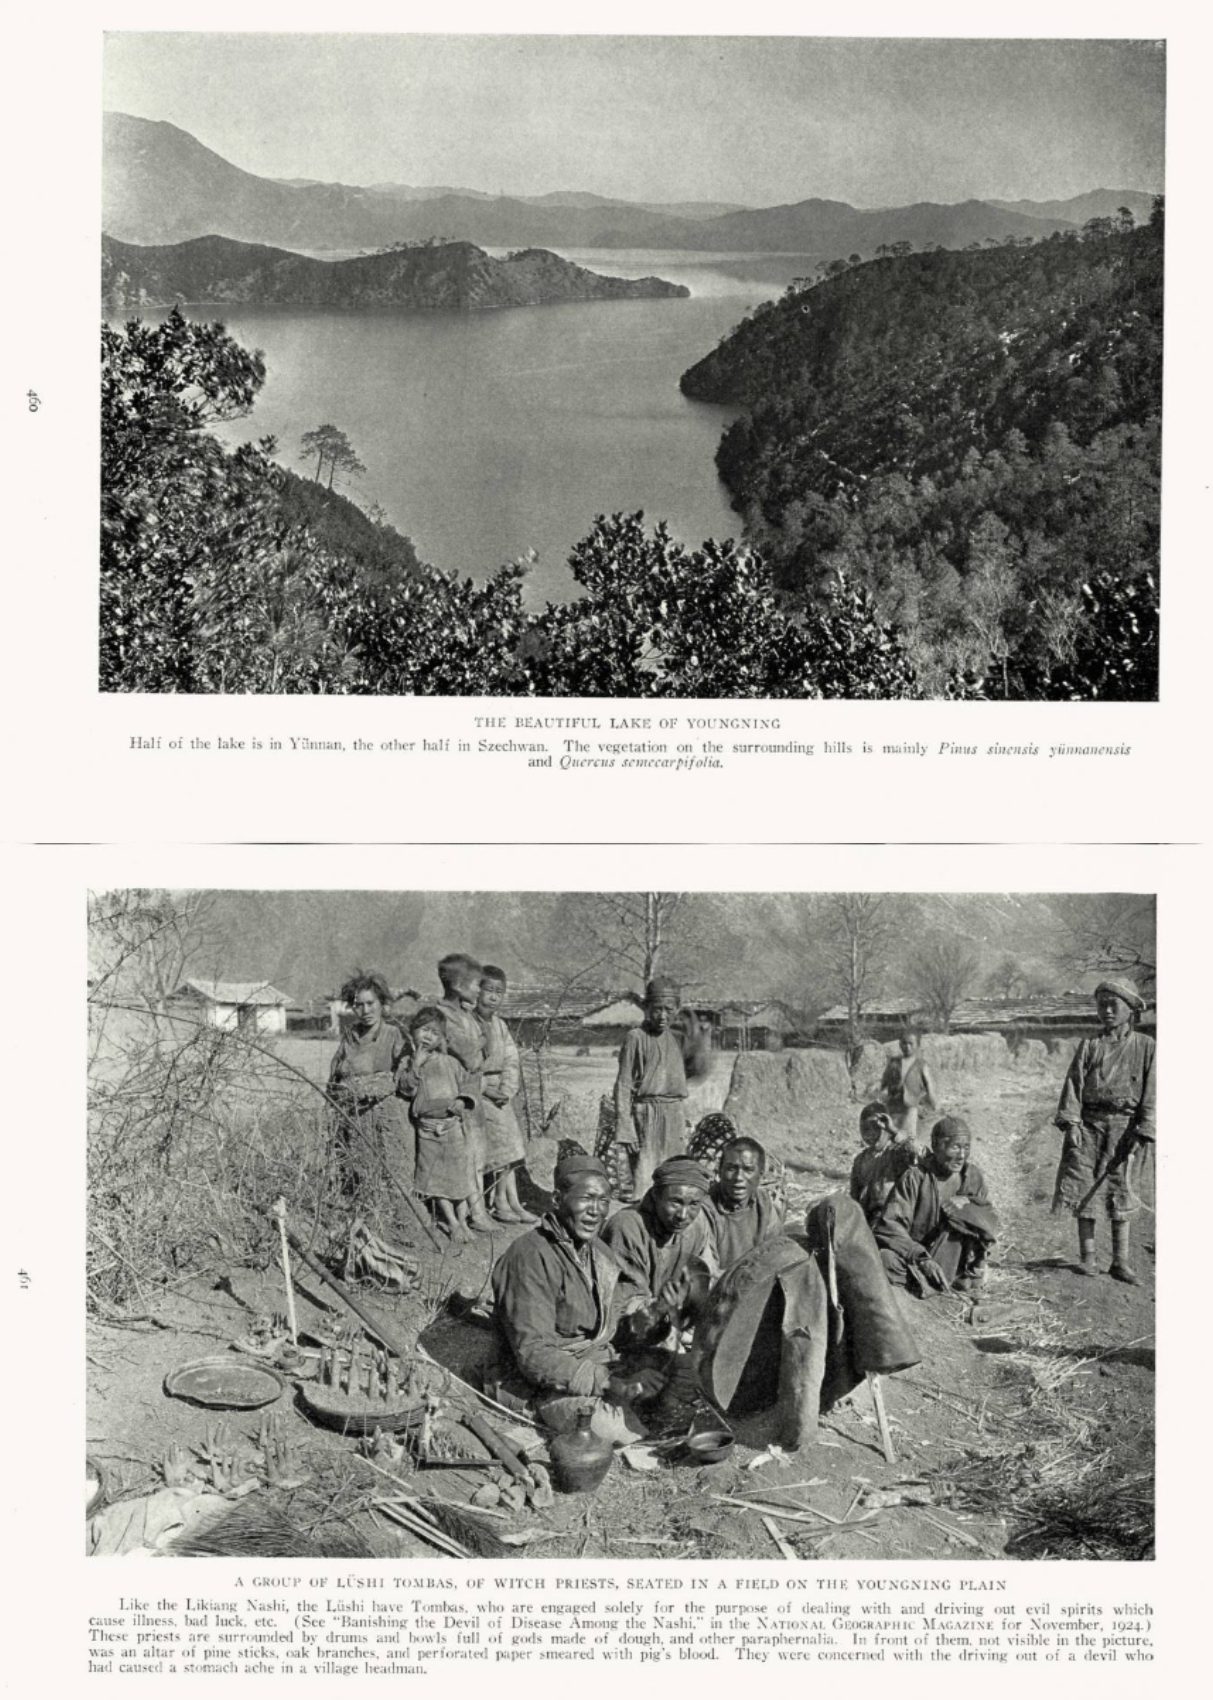 460
THE BEAUTIFUL LAKE OF YOUNGNING
Half of the lake is in Yünnan, the other half in Szechwan. The vegetation on the surrounding hills is mainly Pinus sinensis yünnanensis
and Quercus semecarpifolia.
461
A GROUP OF LÜSHI TOMBAS, OF WITCH PRIESTS, SEATED IN A FIELD ON THE YOUNGNING PLAIN
Like the Likiang Nashi, the Lüshi have Tombas, who are engaged solely for the purpose of dealing with and driving out evil spirits which
cause illness, bad luck, etc. (See "Banishing the Devil of Disease Among the Nashi," in the NATIONAL GEOGRAPHIC MAGAZINE for November, 1924.)
These priests are surrounded by drums and bowls full of gods made of dough, and other paraphernalia. In front of them, not visible in the picture,
was an altar of pine sticks, oak branches, and perforated paper smeared with pig's blood. They were concerned with the driving out of a devil who
had caused a stomach ache in a village headman.